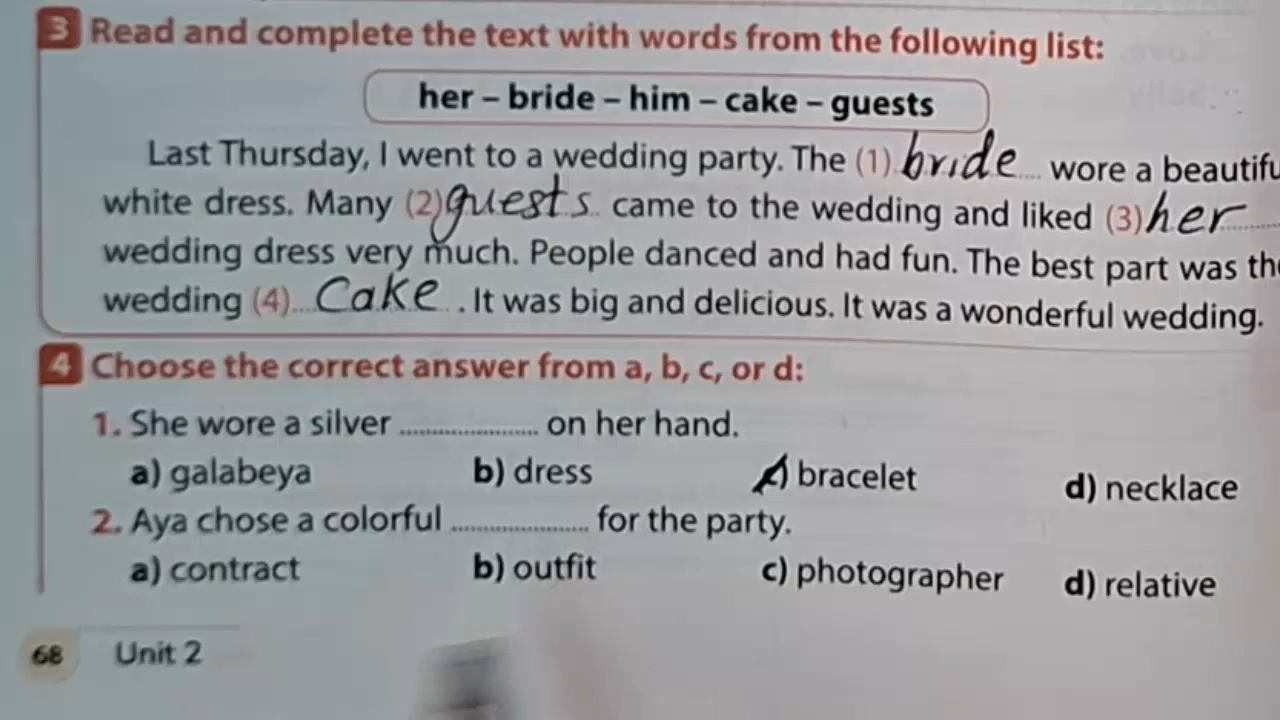 3 Read and complete the text with words from the following list:
her – bride – him – cake – guests
Last Thursday, I went to a wedding party. The (1) bride wore a beautifu
white dress. Many (2) guests came to the wedding and liked (3) her
wedding dress very much. People danced and had fun. The best part was the
wedding (4) Cake . It was big and delicious. It was a wonderful wedding.
4 Choose the correct answer from a, b, c, or d:
1. She wore a silver .................... on her hand.
a) galabeya b) dress c) bracelet d) necklace
2. Aya chose a colorful .................... for the party.
a) contract b) outfit c) photographer d) relative
68 Unit 2